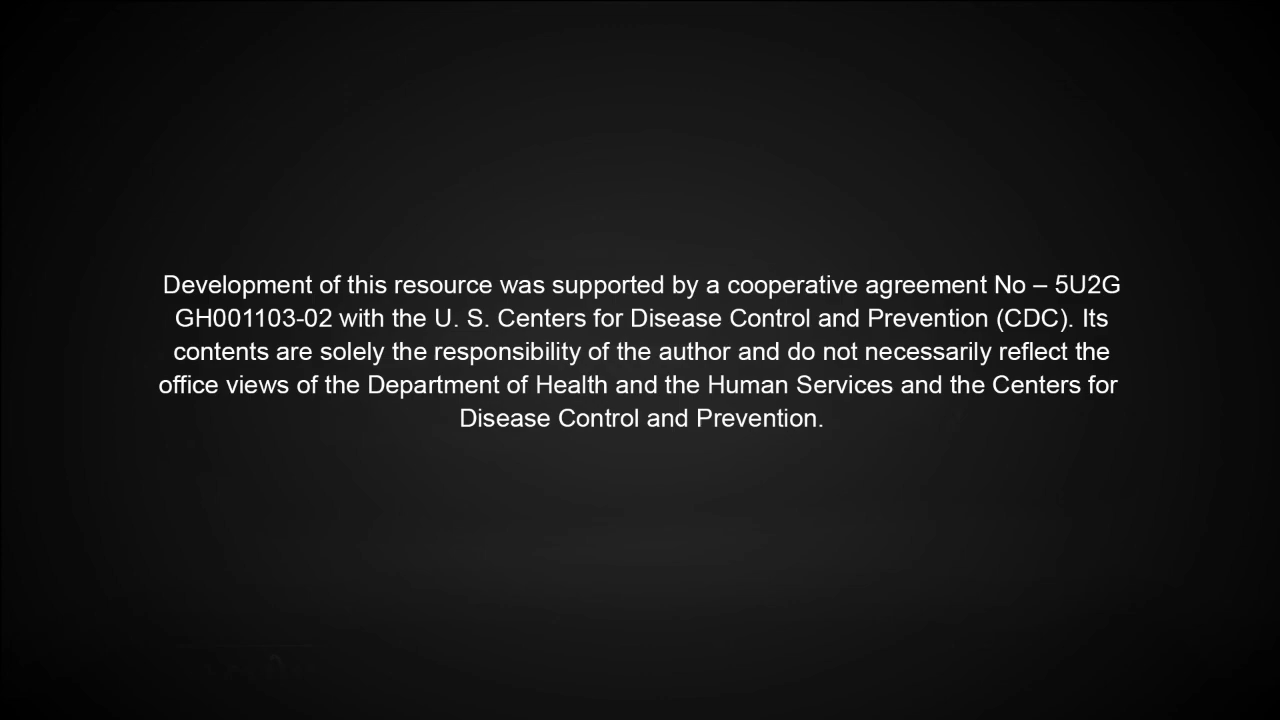 Development of this resource was supported by a cooperative agreement No – 5U2G
GH001103-02 with the U. S. Centers for Disease Control and Prevention (CDC). Its
contents are solely the responsibility of the author and do not necessarily reflect the
office views of the Department of Health and the Human Services and the Centers for
Disease Control and Prevention.